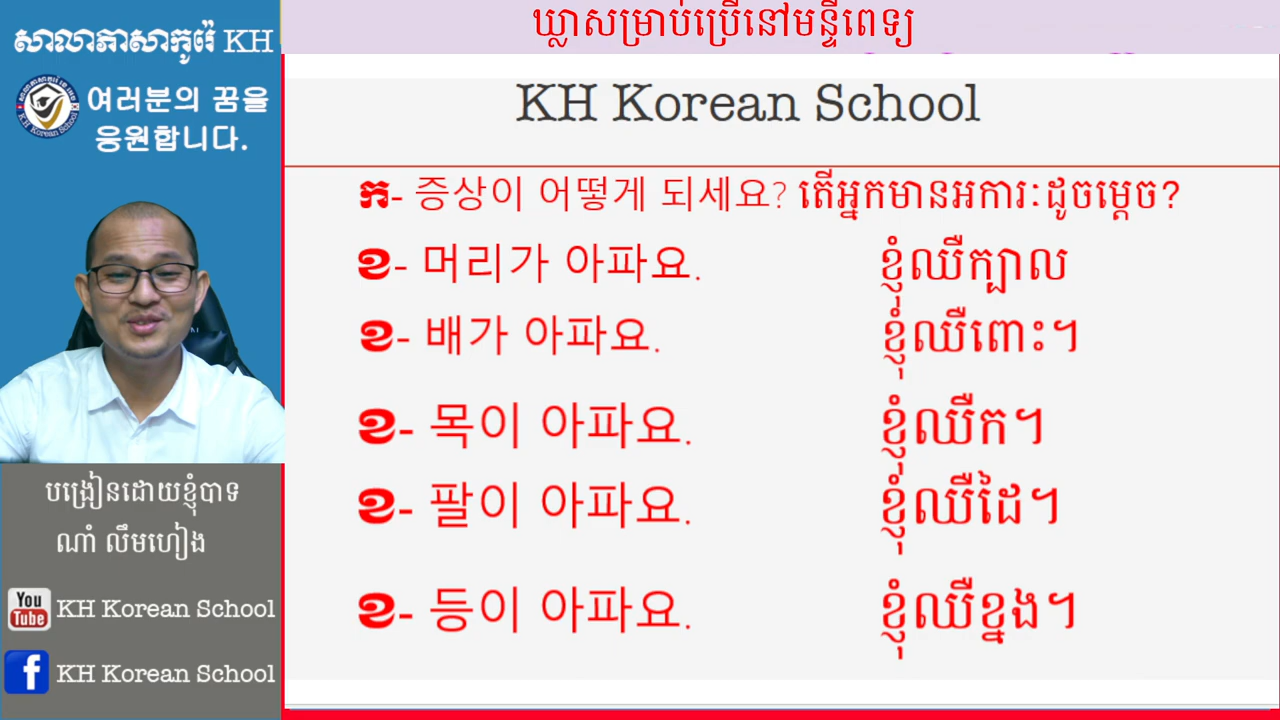 ឃ្លាសម្រាប់ប្រើនៅមន្ទីពេទ្យ
សាលាភាសាកូរ៉េ KH
여러분의 꿈을
응원합니다.
KH Korean School
ក- 증상이 어떻게 되세요? តើអ្នកមានអការៈដូចម្ដេច?
ខ- 머리가 아파요. ខ្ញុំឈឺក្បាល
ខ- 배가 아파요. ខ្ញុំឈឺពោះ។
ខ- 목이 아파요. ខ្ញុំឈឺក។
ខ- 팔이 아파요. ខ្ញុំឈឺដៃ។
ខ- 등이 아파요. ខ្ញុំឈឺខ្នង។
បង្រៀនដោយខ្ញុំបាទ
ណាំ លឹមហៀង
You Tube KH Korean School
f KH Korean School